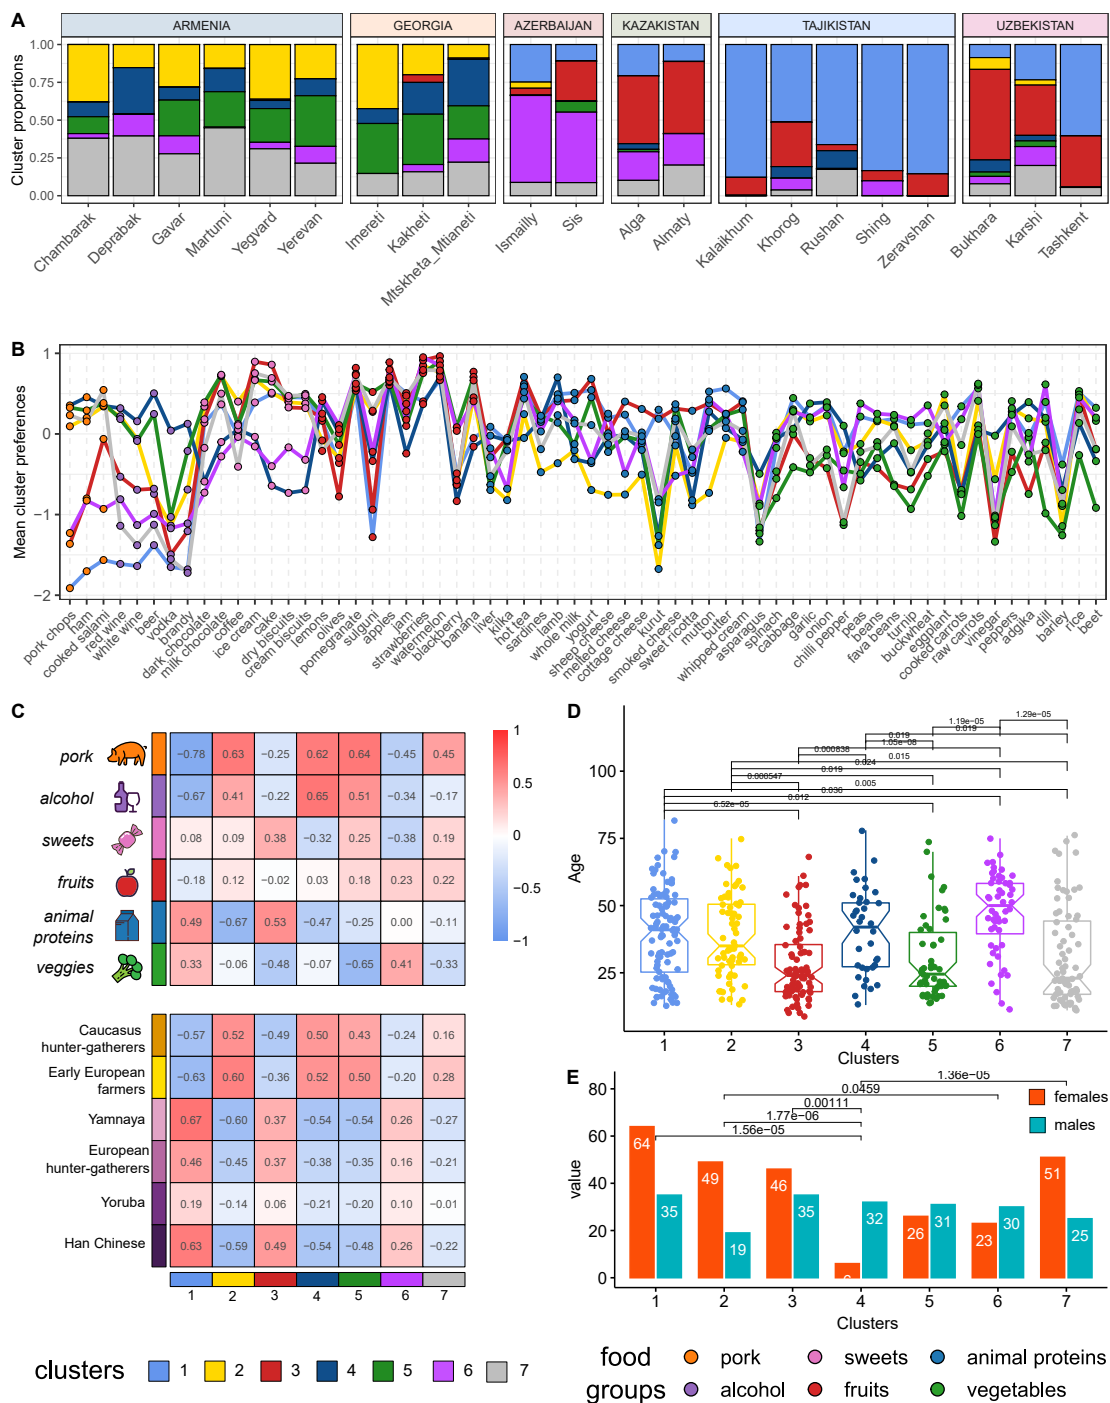 A
ARMENIA
GEORGIA
AZERBAIJAN
KAZAKISTAN
TAJIKISTAN
UZBEKISTAN
Cluster proportions
1.00
0.75
0.50
0.25
0.00
Chambarak
Deprabak
Gavar
Martuni
Yegvard
Yerevan
Imereti
Kakheti
Mtskheta_Mtianeti
Ismailly
Sis
Alga
Almaty
Kalaikhum
Khorog
Rushan
Shing
Zeravshan
Bukhara
Karshi
Tashkent
B
Mean cluster preferences
1
0
−1
−2
pork chops
ham
cooked salami
red wine
white wine
beer
vodka
brandy
dark chocolate
milk chocolate
coffee
ice cream
cake
dry biscuits
cream biscuits
lemons
olives
pomegranate
sulguni
apples
jam
strawberries
watermelon
blackberry
banana
liver
kilka
hot tea
sardines
lamb
whole milk
yogurt
sheep cheese
melted cheese
cottage cheese
kurut
smoked cheese
sweet ricotta
mutton
butter
whipped cream
asparagus
spinach
cabbage
garlic
onion
chilli pepper
peas
beans
fava beans
turnip
buckwheat
eggplant
cooked carrots
raw carrots
vinegar
peppers
adgika
dill
barley
rice
beet
C
pork
−0.78 0.63 −0.25 0.62 0.64 −0.45 0.45
alcohol
−0.67 0.41 −0.22 0.65 0.51 −0.34 −0.17
sweets
0.08 0.09 0.38 −0.32 0.25 −0.38 0.19
fruits
−0.18 0.12 −0.02 0.03 0.18 0.23 0.22
animal
proteins
0.49 −0.67 0.53 −0.47 −0.25 0.00 −0.11
veggies
0.33 −0.06 −0.48 −0.07 −0.65 0.41 −0.33
1
0.5
0
−0.5
−1
Caucasus
hunter-gatherers
−0.57 0.52 −0.49 0.50 0.43 −0.24 0.16
Early European
farmers
−0.63 0.60 −0.36 0.52 0.50 −0.20 0.28
Yamnaya
0.67 −0.60 0.37 −0.54 −0.54 0.26 −0.27
European
hunter-gatherers
0.46 −0.45 0.37 −0.38 −0.35 0.16 −0.21
Yoruba
0.19 −0.14 0.06 −0.21 −0.20 0.10 −0.01
Han Chinese
0.63 −0.59 0.49 −0.54 −0.48 0.26 −0.22
1 2 3 4 5 6 7
D
Age
100
75
50
25
1.29e−05
1.19e−05
0.019
0.019
1.05e−08
0.000838
0.015
0.024
0.019
0.000547
0.005
0.036
0.012
6.52e−05
1 2 3 4 5 6 7
Clusters
E
value
80
60
40
20
0
1.36e−05
0.0459
0.00111
1.77e−06
1.56e−05
females
males
64 35 49 19 46 35 32 26 31 23 30 51 25
1 2 3 4 5 6 7
Clusters
clusters 1 2 3 4 5 6 7
food
groups
pork
sweets
animal proteins
alcohol
fruits
vegetables